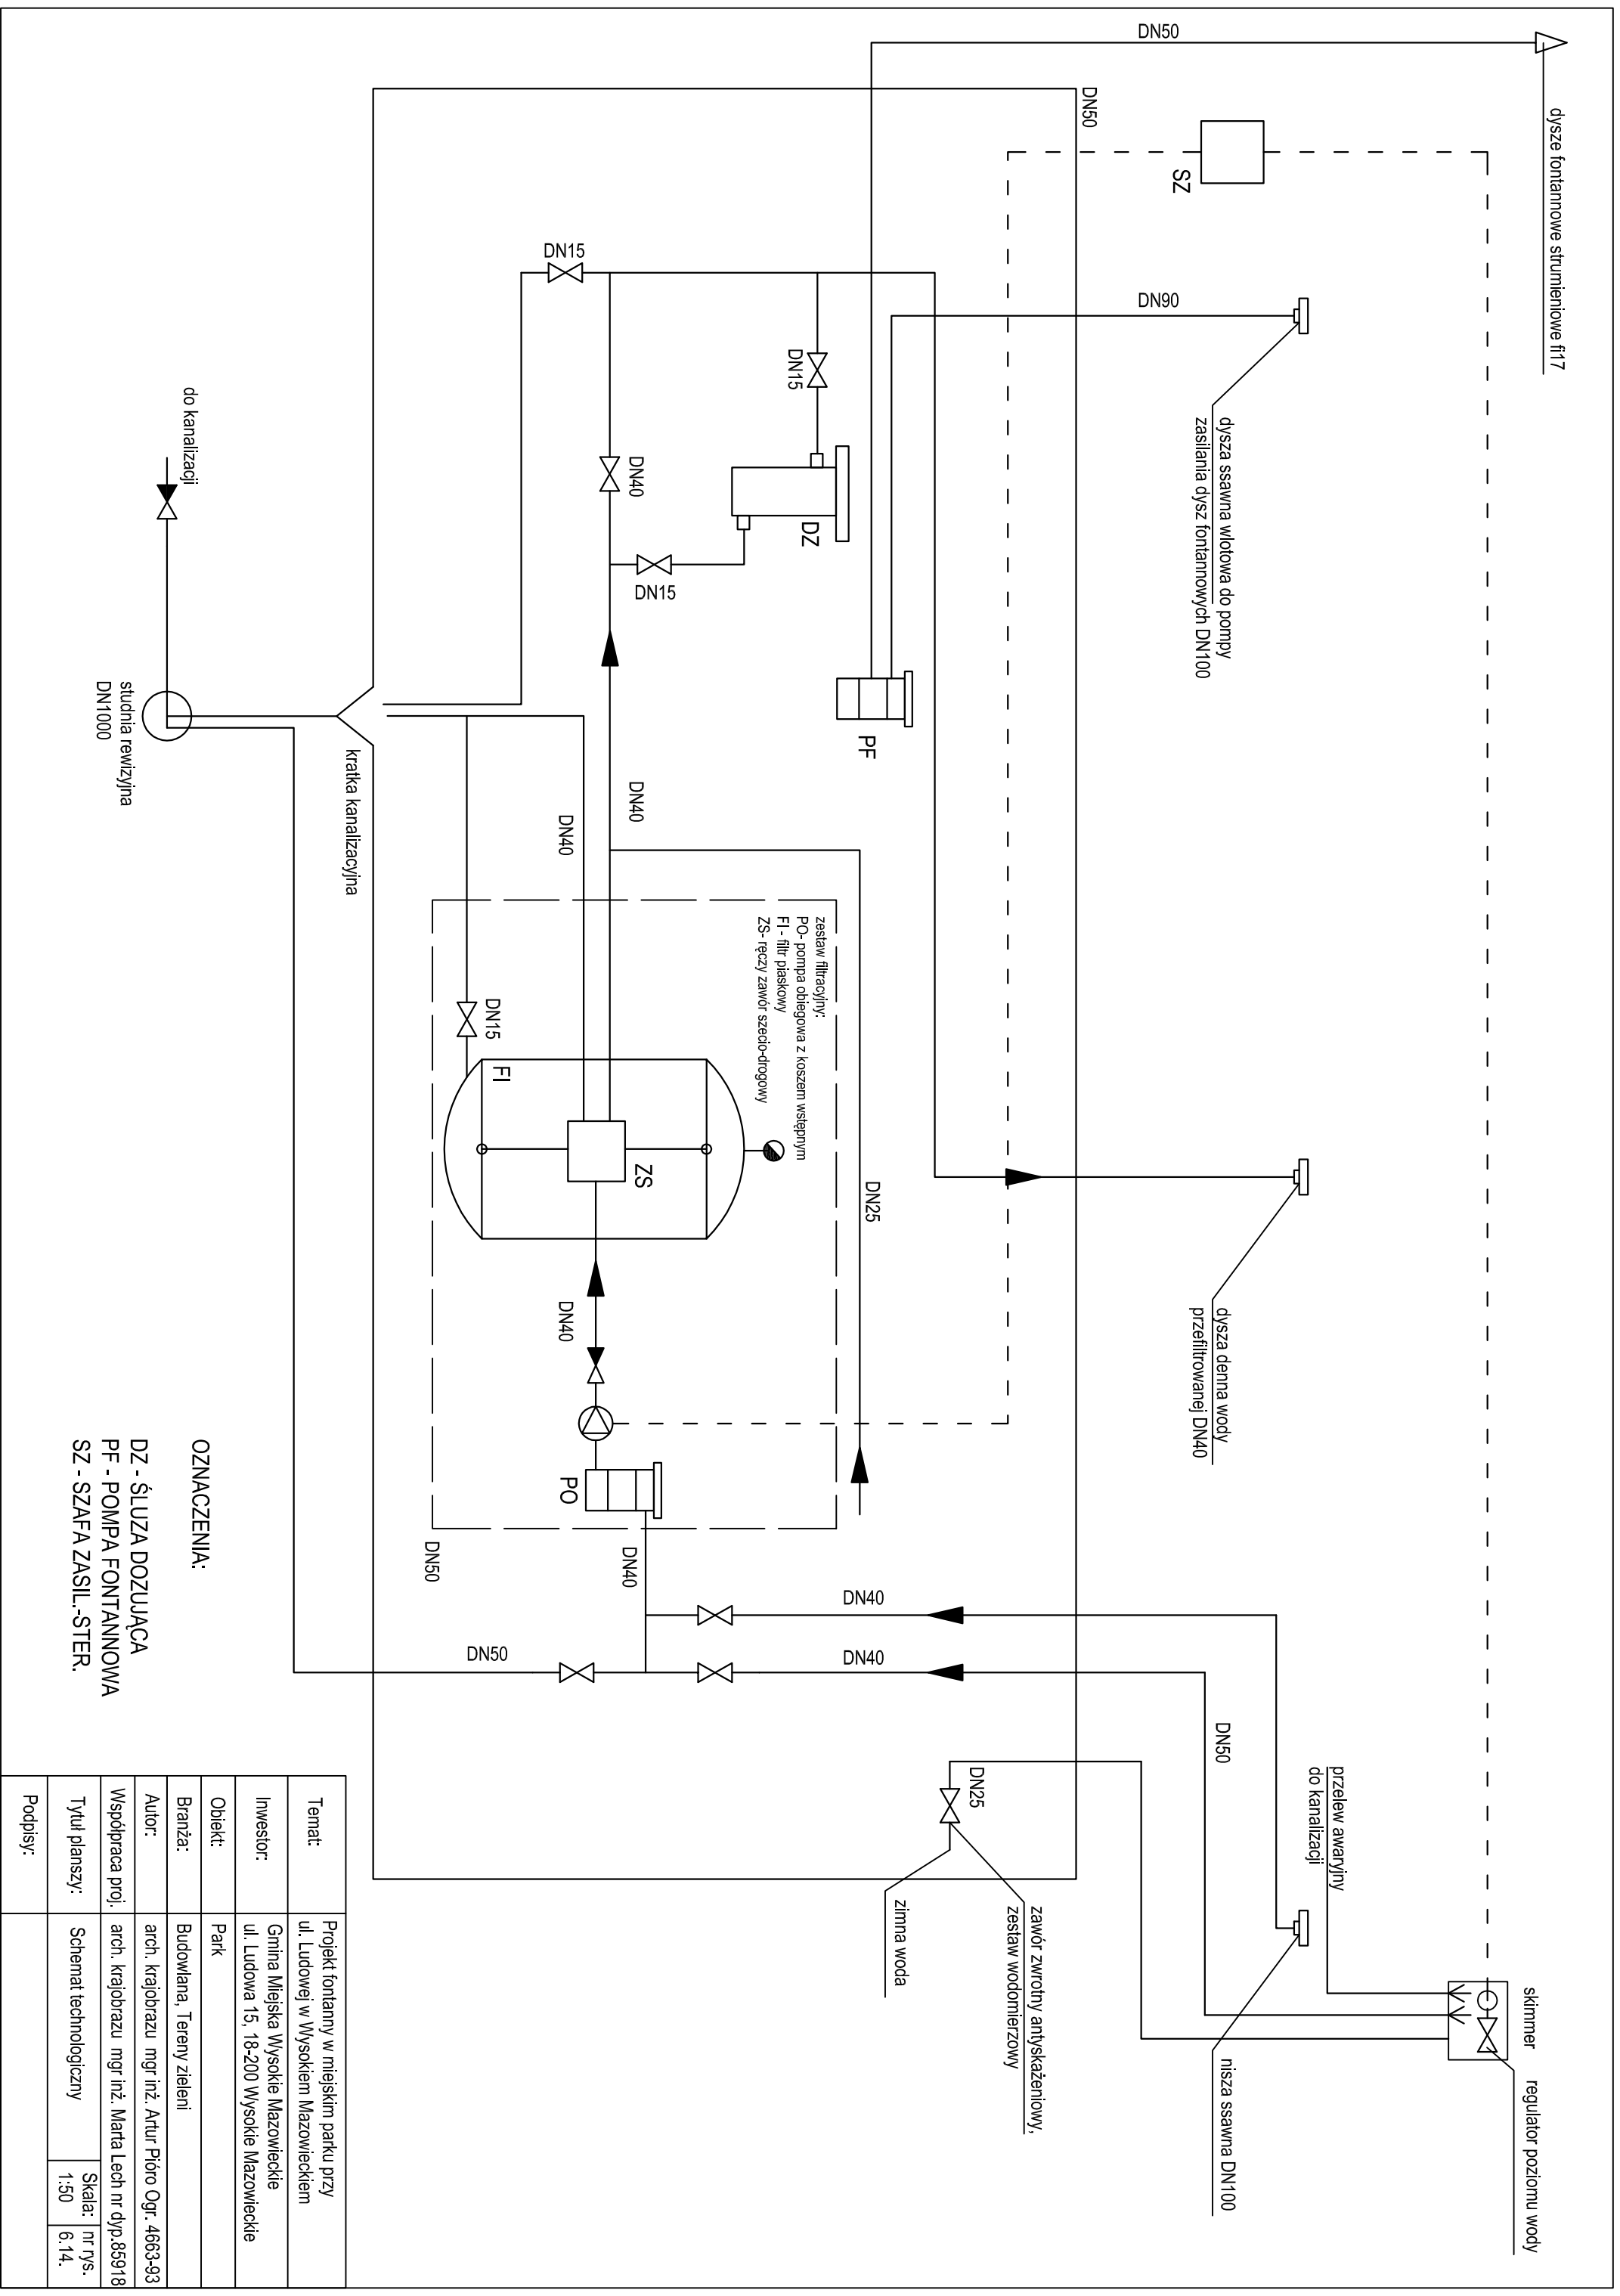 dysze fontannowe strumieniowe fi17
DN50
DN50
SZ
DN90
dysza ssawna wlotowa do pompy
zasilania dysz fontannowych DN100
DN15
DN15
DN40
DZ
DN15
PF
do kanalizacji
studnia rewizyjna
DN1000
kratka kanalizacyjna
DN40
DN40
zestaw filtracyjny:
PO- pompa obiegowa z koszem wstępnym
FI - filtr piaskowy
ZS- ręczy zawór szecio-drogowy
DN15
FI
ZS
DN25
DN40
PO
DN50
DN40
dysza denna wody
przefiltrowanej DN40
DN40
DN40
DN50
DN50
przelew awaryjny
do kanalizacji
DN25
zimna woda
zawór zwrotny antyskażeniowy,
zestaw wodomierzowy
skimmer
regulator poziomu wody
nisza ssawna DN100
OZNACZENIA:
DZ - ŚLUZA DOZUJĄCA
PF - POMPA FONTANNOWA
SZ - SZAFA ZASIL.-STER.
Temat:
Projekt fontanny w miejskim parku przy
ul. Ludowej w Wysokiem Mazowieckiem
Inwestor:
Gmina Miejska Wysokie Mazowieckie
ul. Ludowa 15, 18-200 Wysokie Mazowieckie
Obiekt: Park
Branża: Budowlana, Tereny zieleni
Autor: arch. krajobrazu mgr inż. Artur Pióro Ogr. 4663-93
Współpraca proj. arch. krajobrazu mgr inż. Marta Lech nr dyp.85918
Tytuł planszy: Schemat technologiczny
Skala: nr rys.
1:50 6.14.
Podpisy: